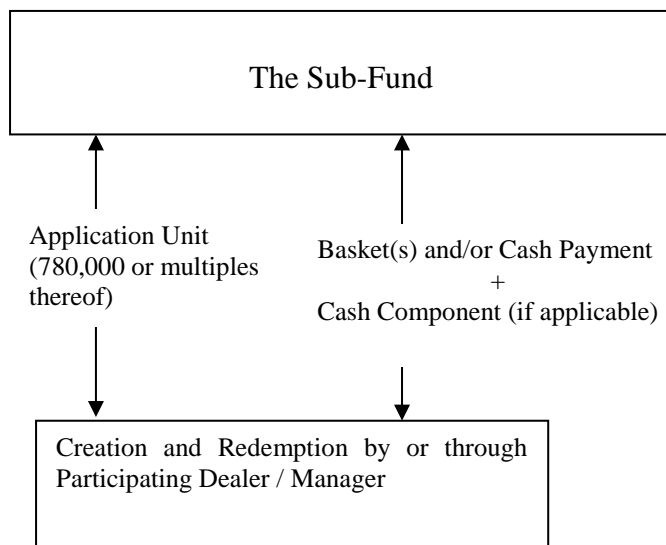 The Sub-Fund
Application Unit
(780,000 or multiples
thereof)
Basket(s) and/or Cash Payment
+
Cash Component (if applicable)
Creation and Redemption by or through
Participating Dealer / Manager